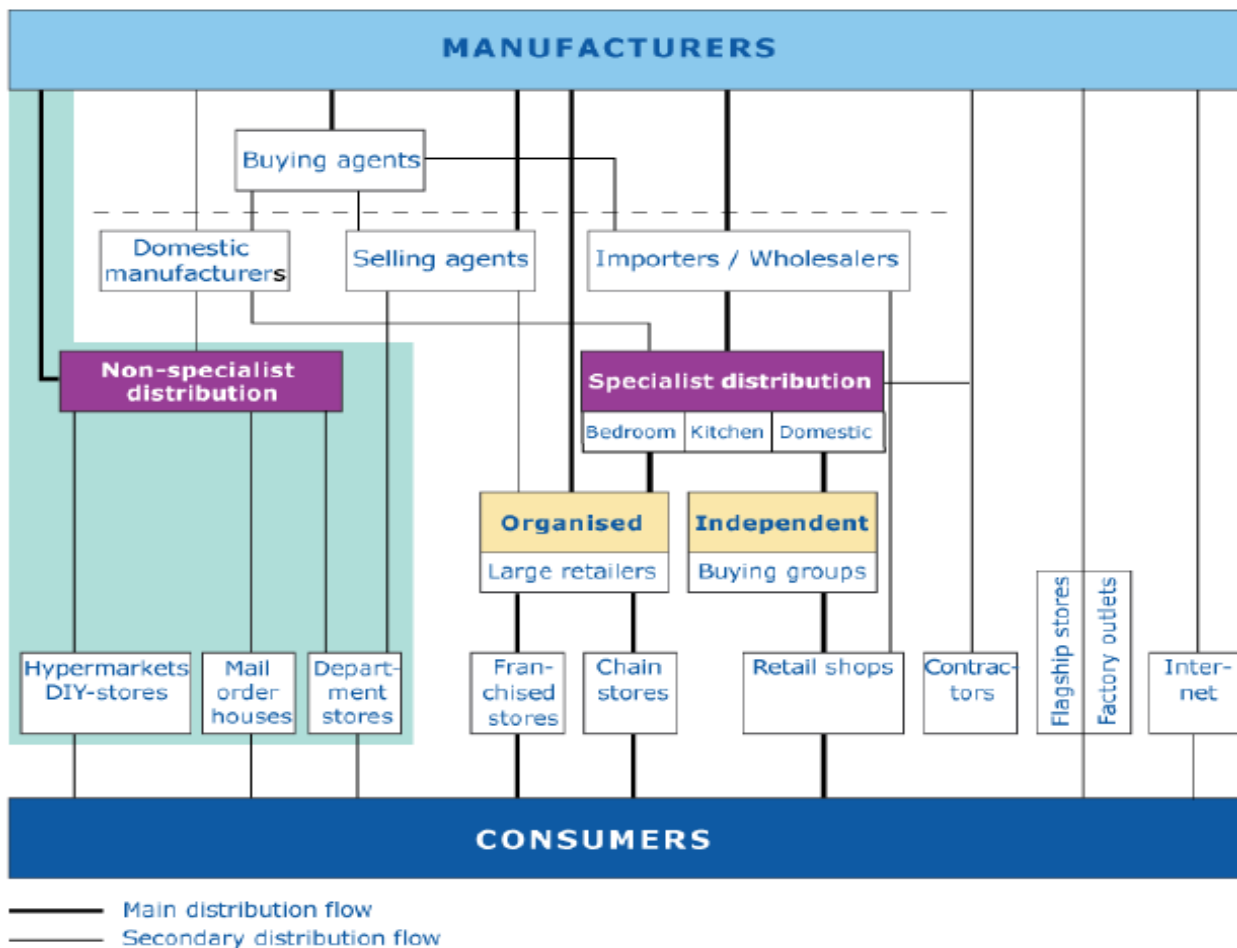 MANUFACTURERS
Buying agents
Domestic
manufacturers
Selling agents
Importers / Wholesalers
Non-specialist
distribution
Specialist distribution
Bedroom
Kitchen
Domestic
Organised
Large retailers
Independent
Buying groups
Hypermarkets
DIY-stores
Mail
order
houses
Depart-
ment
stores
Fran-
chised
stores
Chain
stores
Retail shops
Contrac-
tors
Flagship stores
Factory outlets
Inter-
net
CONSUMERS
Main distribution flow
Secondary distribution flow